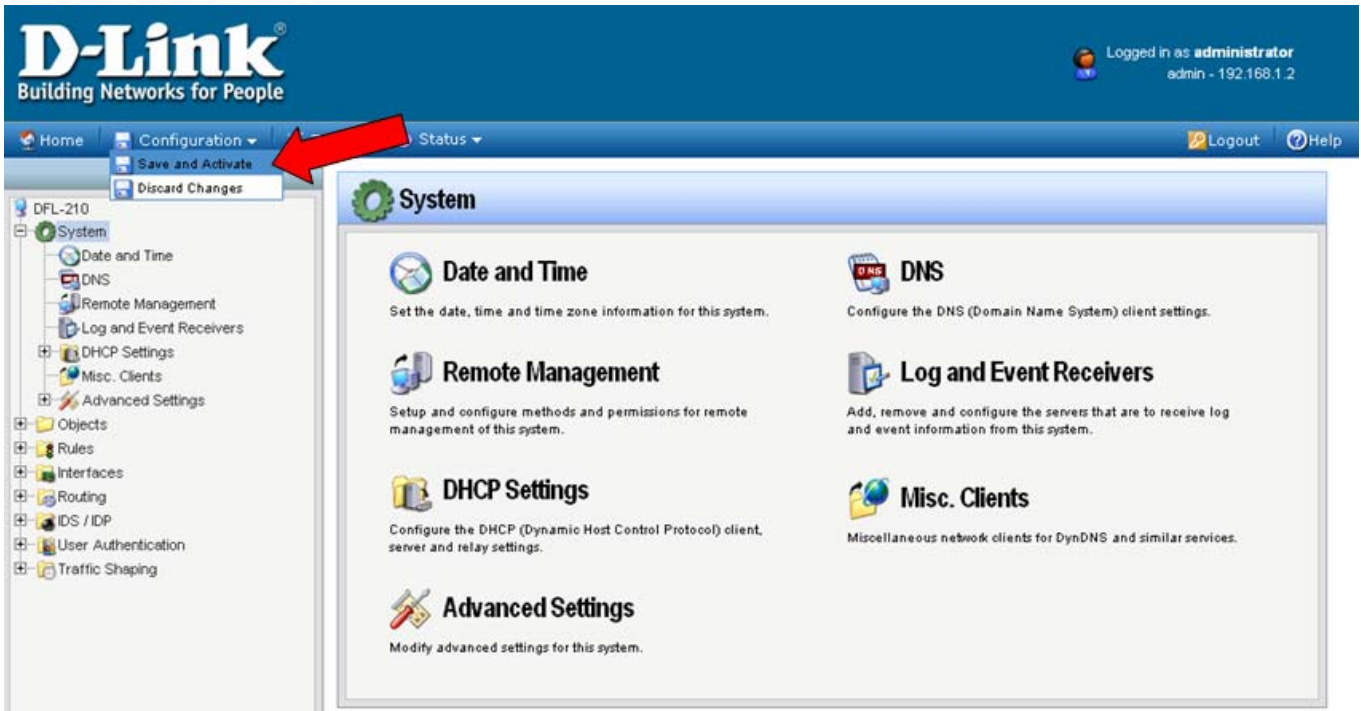 D-Link®
Building Networks for People
Logged in as administrator
admin - 192.168.1.2
Home Configuration Status Logout Help
Save and Activate
Discard Changes
DFL-210
System
Date and Time
DNS
Remote Management
Log and Event Receivers
DHCP Settings
Misc. Clients
Advanced Settings
Objects
Rules
Interfaces
Routing
IDS / IDP
User Authentication
Traffic Shaping
System
Date and Time
Set the date, time and time zone information for this system.
DNS
DNS
Configure the DNS (Domain Name System) client settings.
Remote Management
Setup and configure methods and permissions for remote
management of this system.
Log and Event Receivers
Add, remove and configure the servers that are to receive log
and event information from this system.
DHCP Settings
Configure the DHCP (Dynamic Host Control Protocol) client,
server and relay settings.
Misc. Clients
Miscellaneous network clients for DynDNS and similar services.
Advanced Settings
Modify advanced settings for this system.